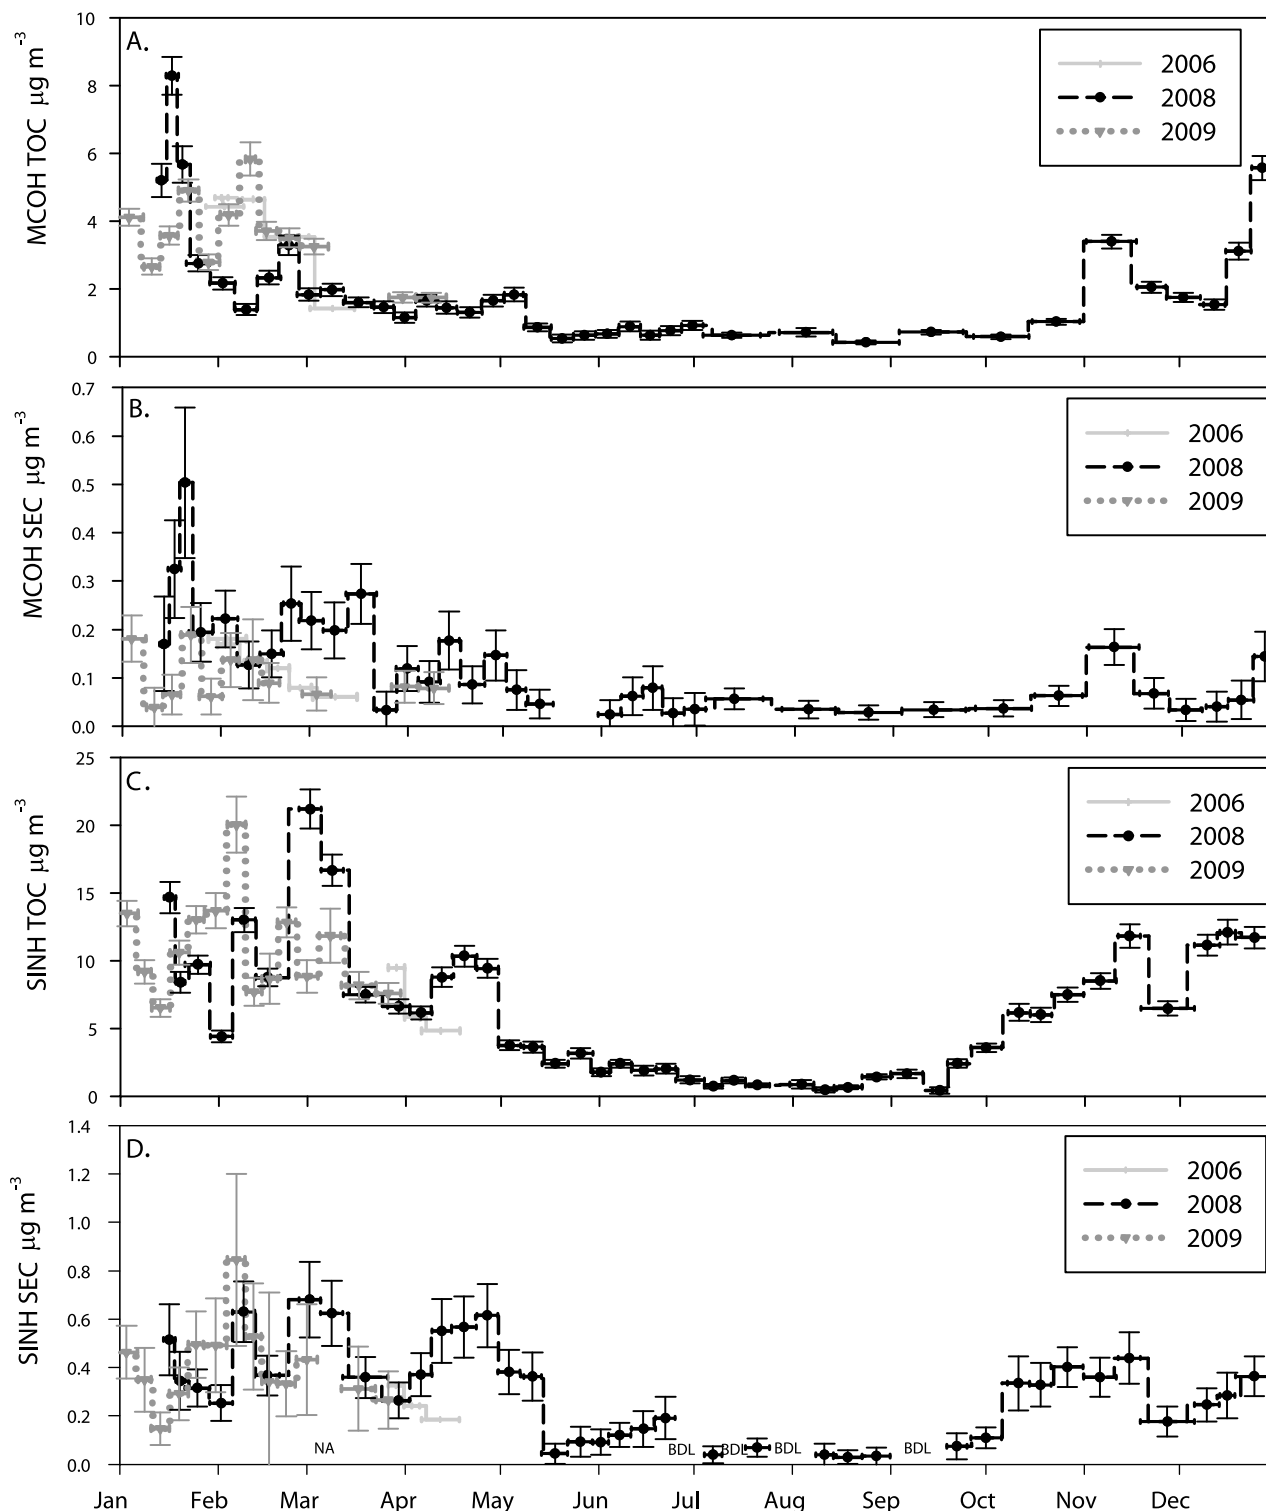 A.
MCOH TOC μg m⁻³
10
8
6
4
2
0
2006
2008
2009
B.
MCOH SEC μg m⁻³
0.7
0.6
0.5
0.4
0.3
0.2
0.1
0.0
2006
2008
2009
C.
SINH TOC μg m⁻³
25
20
15
10
5
0
2006
2008
2009
D.
SINH SEC μg m⁻³
1.4
1.2
1.0
0.8
0.6
0.4
0.2
0.0
2006
2008
2009
NA
BDL
BDL
BDL
BDL
Jan Feb Mar Apr May Jun Jul Aug Sep Oct Nov Dec